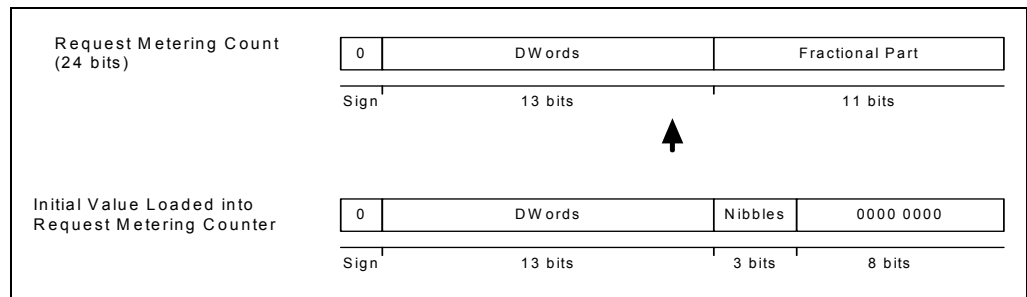 Request Metering Count
(24 bits)
0 DWords Fractional Part
Sign 13 bits 11 bits
Initial Value Loaded into
Request Metering Counter
0 DWords Nibbles 0000 0000
Sign 13 bits 3 bits 8 bits